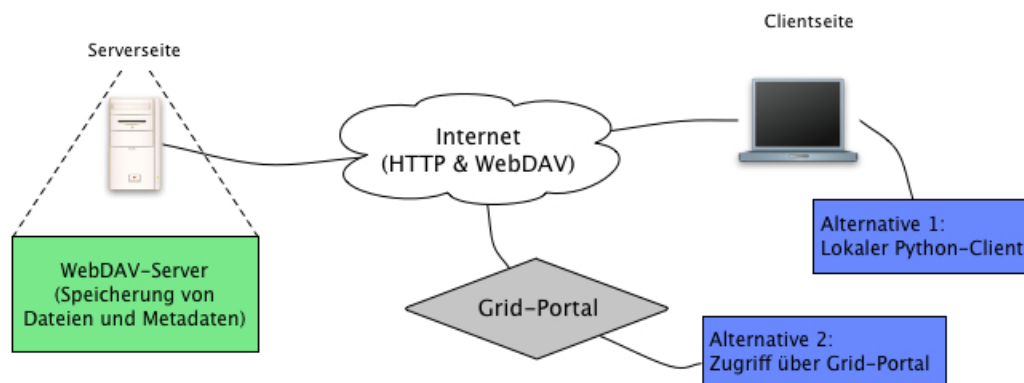 Clientseite
Serverseite
Internet
(HTTP & WebDAV)
Alternative 1:
Lokaler Python-Client
WebDAV-Server
(Speicherung von
Dateien und Metadaten)
Grid-Portal
Alternative 2:
Zugriff über Grid-Portal